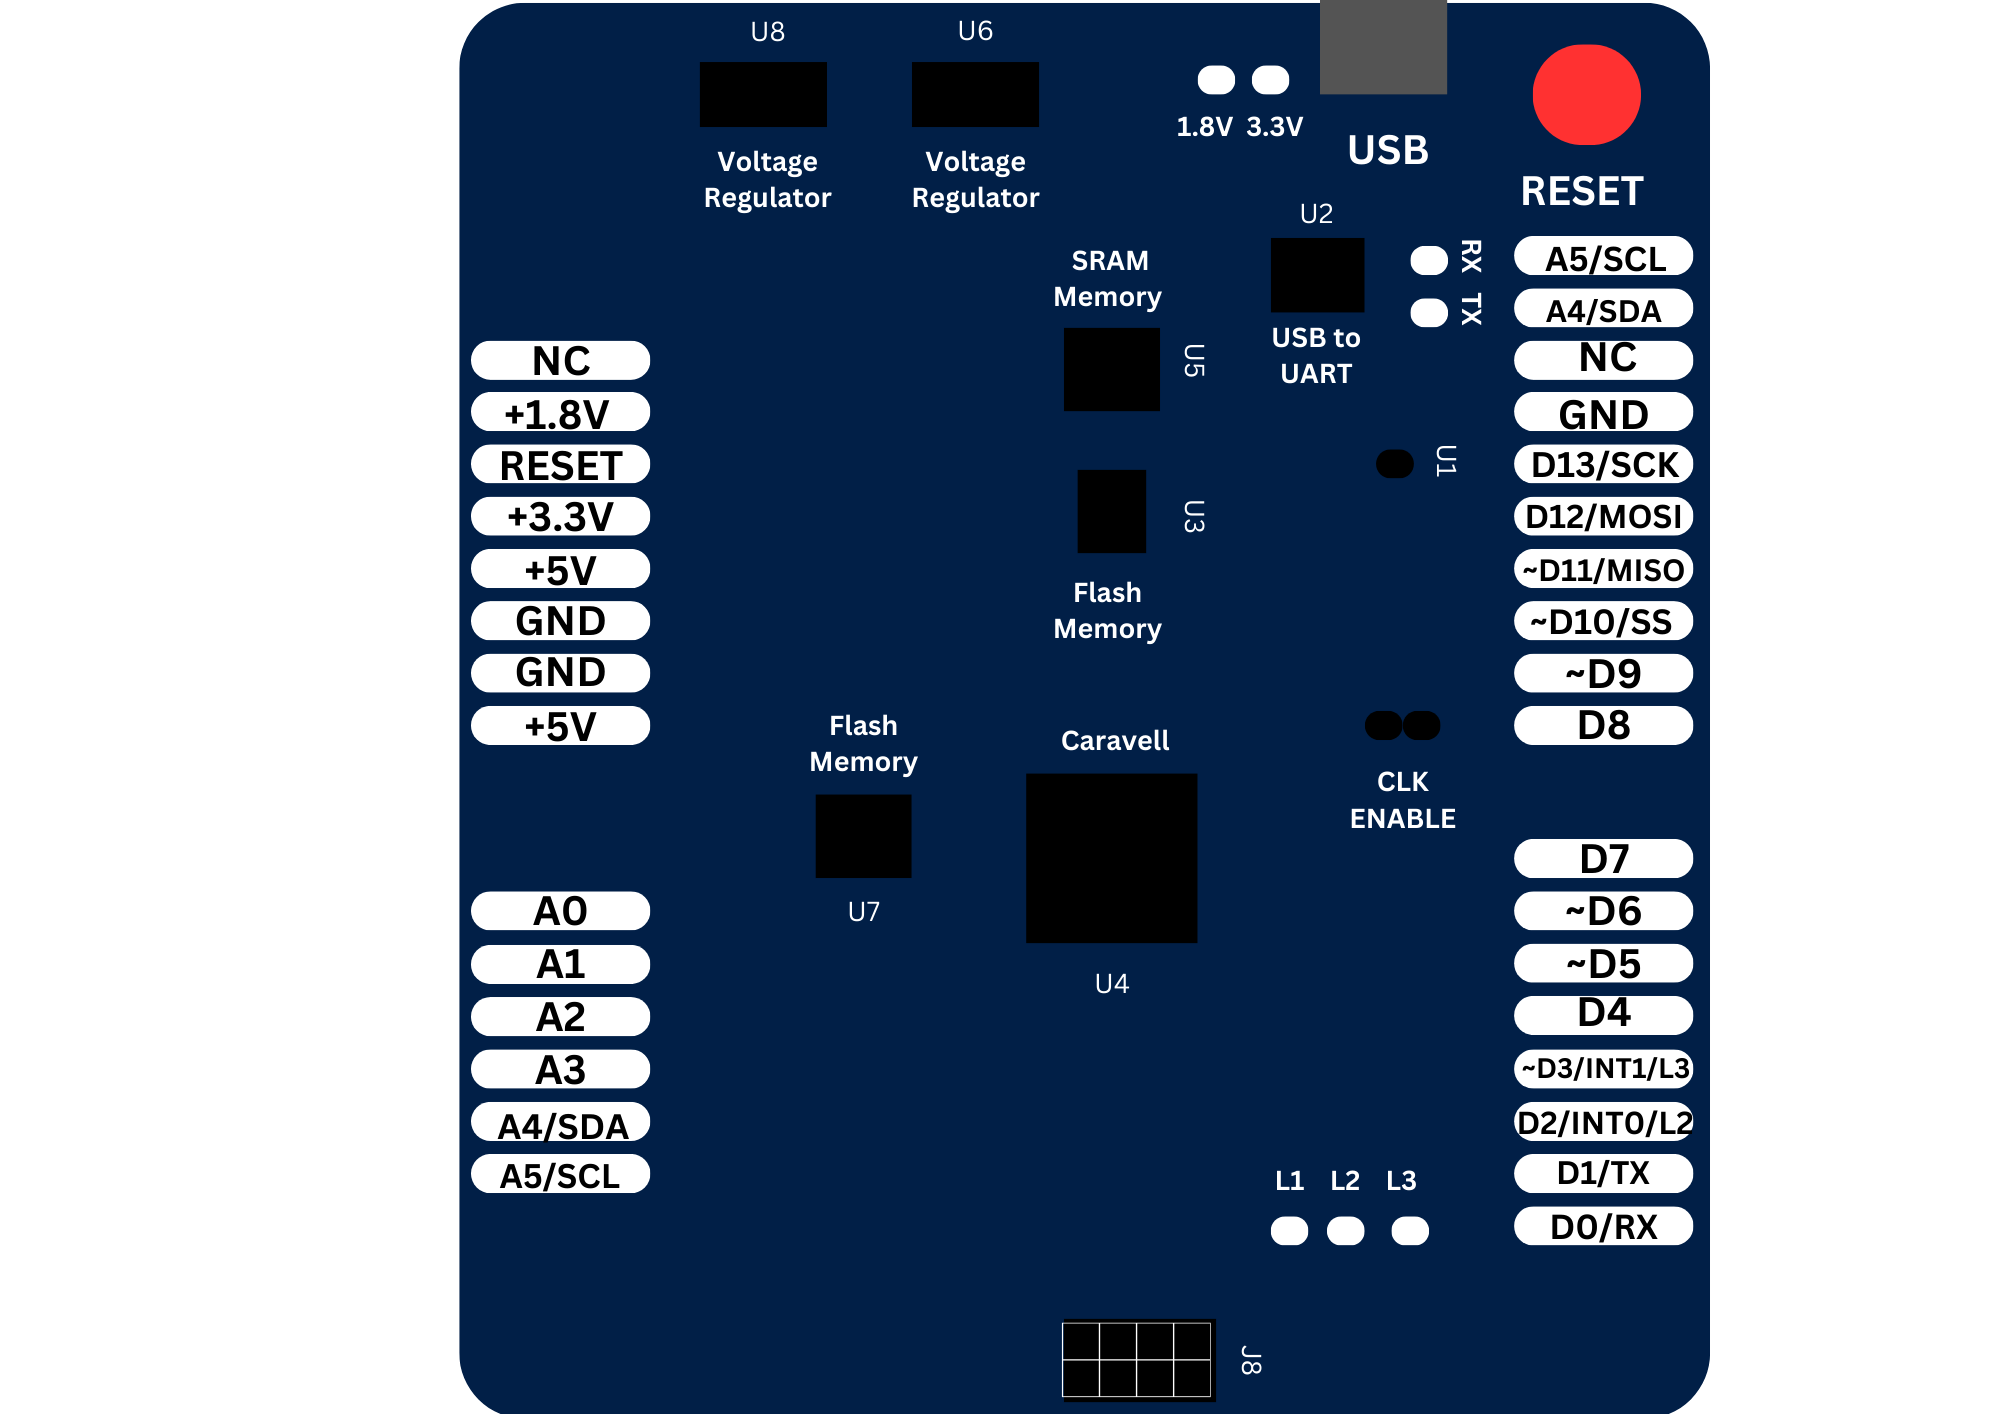 U8
U6
1.8V 3.3V
Voltage
Regulator
Voltage
Regulator
USB
RESET
U2
RX
TX
USB to
UART
SRAM
Memory
U5
U3
Flash
Memory
U1
NC
+1.8V
RESET
+3.3V
+5V
GND
GND
+5V
A5/SCL
A4/SDA
NC
GND
D13/SCK
D12/MOSI
~D11/MISO
~D10/SS
~D9
D8
Flash
Memory
U7
Caravell
U4
CLK
ENABLE
A0
A1
A2
A3
A4/SDA
A5/SCL
D7
~D6
~D5
D4
~D3/INT1/L3
D2/INT0/L2
D1/TX
D0/RX
L1 L2 L3
J8